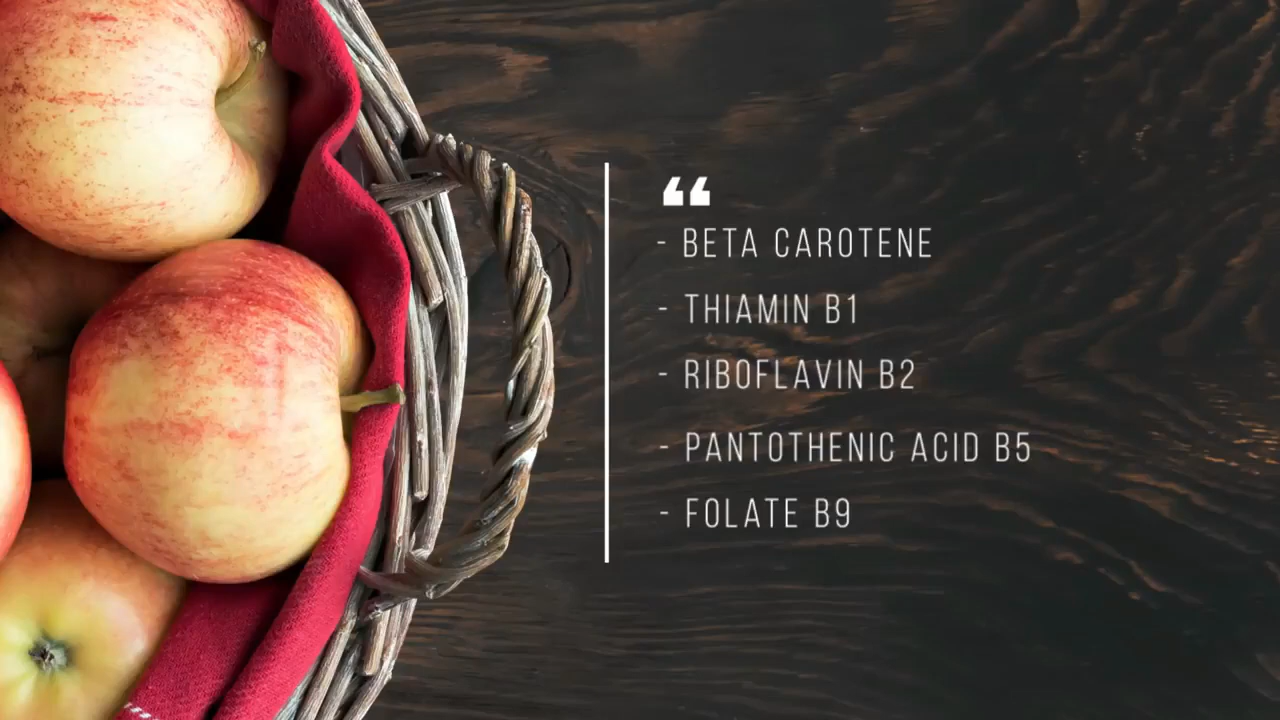 ❝
- BETA CAROTENE
- THIAMIN B1
- RIBOFLAVIN B2
- PANTOTHENIC ACID B5
- FOLATE B9